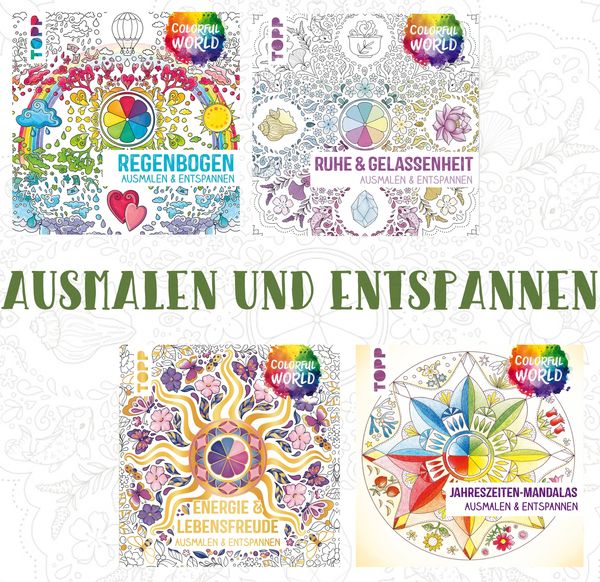 TOPP
COLORFUL
WORLD
REGENBOGEN
AUSMALEN & ENTSPANNEN
TOPP
COLORFUL
WORLD
RUHE & GELASSENHEIT
AUSMALEN & ENTSPANNEN
AUSMALEN UND ENTSPANNEN
TOPP
COLORFUL
WORLD
ENERGIE &
LEBENSFREUDE
AUSMALEN & ENTSPANNEN
TOPP
COLORFUL
WORLD
JAHRESZEITEN-MANDALAS
AUSMALEN & ENTSPANNEN